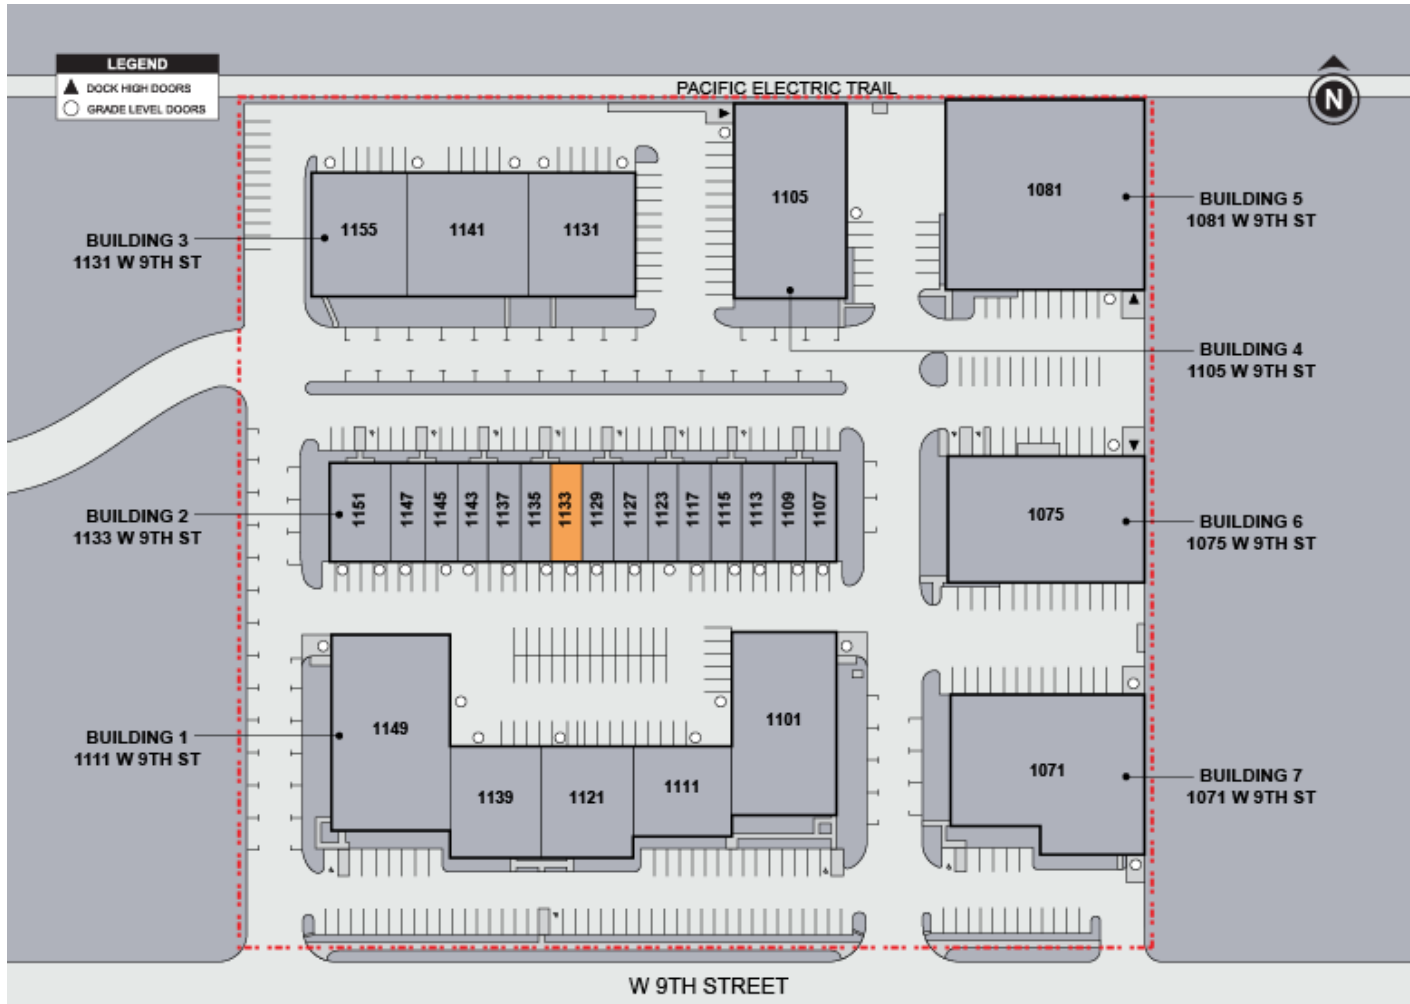 LEGEND
DOCK HIGH DOORS
GRADE LEVEL DOORS
PACIFIC ELECTRIC TRAIL
N
1155
1141
1131
1105
1081
BUILDING 3
1131 W 9TH ST
BUILDING 5
1081 W 9TH ST
BUILDING 4
1105 W 9TH ST
BUILDING 2
1133 W 9TH ST
1151
1147
1145
1143
1137
1135
1133
1129
1127
1123
1117
1115
1113
1109
1107
1075
BUILDING 6
1075 W 9TH ST
BUILDING 1
1111 W 9TH ST
1149
1139
1121
1111
1101
1071
BUILDING 7
1071 W 9TH ST
W 9TH STREET